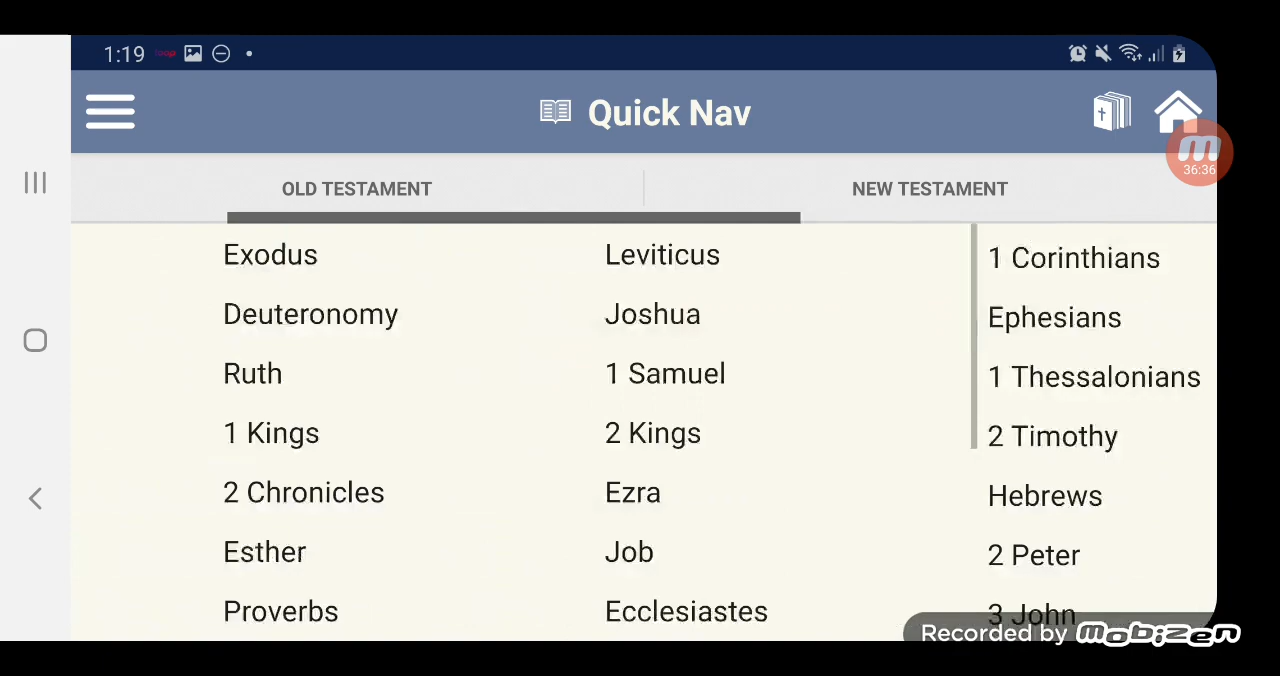 1:19
Quick Nav
36:36
OLD TESTAMENT NEW TESTAMENT
Exodus Leviticus 1 Corinthians
Deuteronomy Joshua Ephesians
Ruth 1 Samuel 1 Thessalonians
1 Kings 2 Kings 2 Timothy
2 Chronicles Ezra Hebrews
Esther Job 2 Peter
Proverbs Ecclesiastes 3 John
Recorded by mobizen